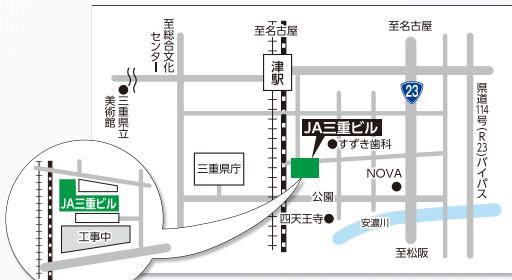 至総合文化
センター
至名古屋
至名古屋
津
駅
23
三重県立
美術館
県道114号(R23)バイパス
JA三重ビル
すずき歯科
三重県庁
NOVA
公園
四天王寺
安濃川
至松阪
JA三重ビル
工事中